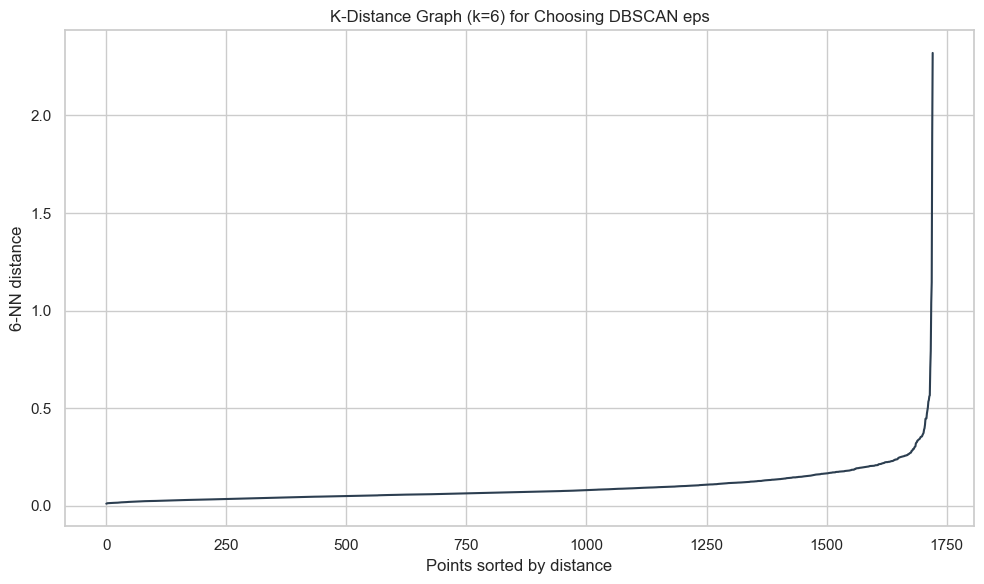 K-Distance Graph (k=6) for Choosing DBSCAN eps
6-NN distance
2.0
1.5
1.0
0.5
0.0
0 250 500 750 1000 1250 1500 1750
Points sorted by distance